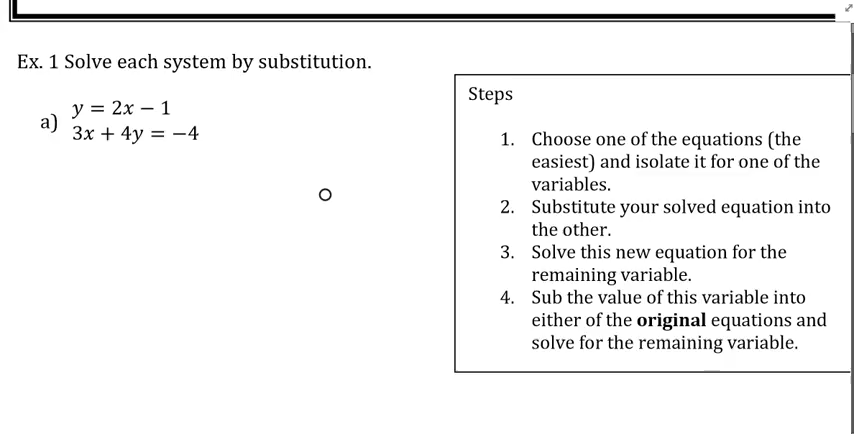 Ex. 1 Solve each system by substitution.
a) y = 2x − 1
3x + 4y = −4
Steps
1. Choose one of the equations (the
easiest) and isolate it for one of the
variables.
2. Substitute your solved equation into
the other.
3. Solve this new equation for the
remaining variable.
4. Sub the value of this variable into
either of the original equations and
solve for the remaining variable.